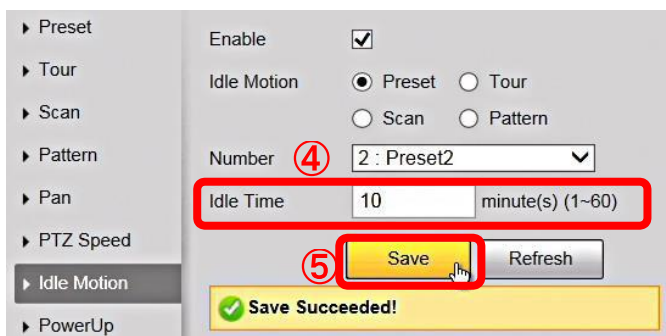 Preset
Tour
Scan
Pattern
Pan
PTZ Speed
Idle Motion
PowerUp
Enable
Idle Motion Preset Tour
Scan Pattern
Number ④ 2 : Preset2
Idle Time 10 minute(s) (1~60)
⑤ Save Refresh
Save Succeeded!